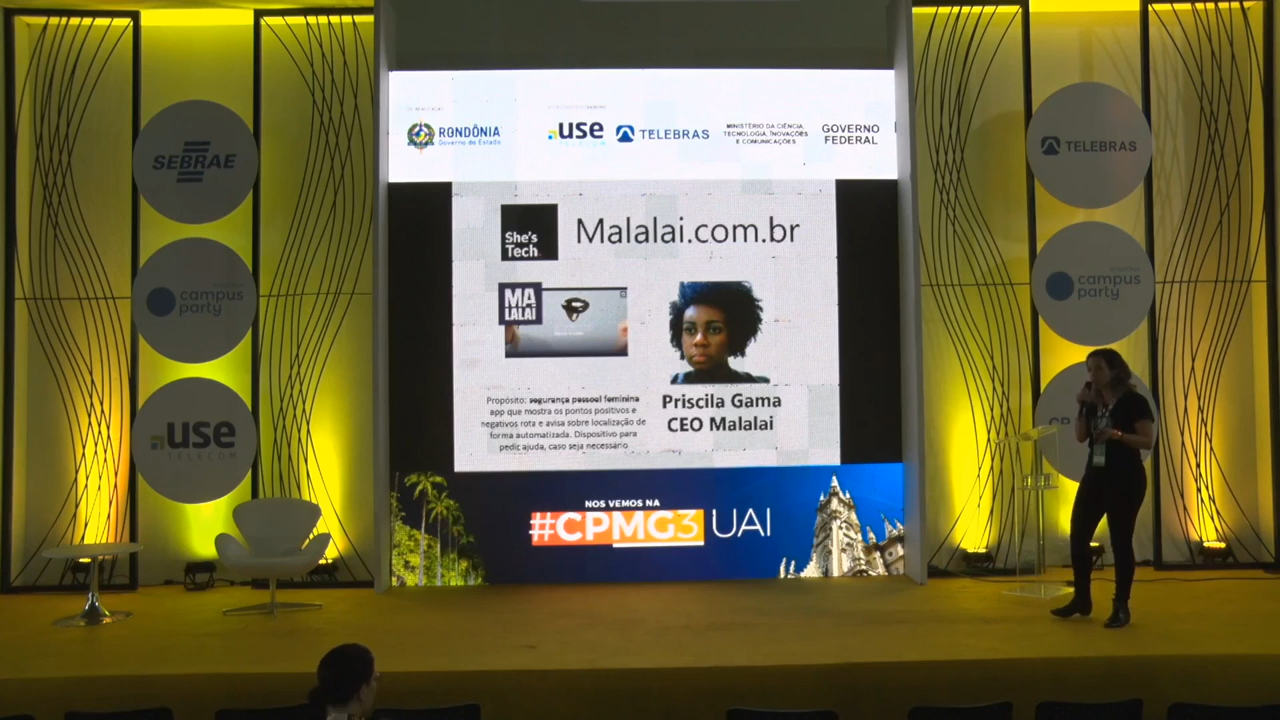 RONDÔNIA
Governo do Estado
use
TELECOM
TELEBRAS
MINISTÉRIO DA CIÊNCIA,
TECNOLOGIA, INOVAÇÕES
E COMUNICAÇÕES
GOVERNO
FEDERAL
SEBRAE
campus
party
use
TELECOM
She's
Tech
Malalai.com.br
MA
LALAI
Propósito: segurança pessoal feminina
app que mostra os pontos positivos e
negativos rota e avisa sobre localização de
forma automatizada. Dispositivo para
pedir ajuda, caso seja necessário
Priscila Gama
CEO Malalai
NOS VEMOS NA
#CPMG3 UAI
TELEBRAS
campus
party